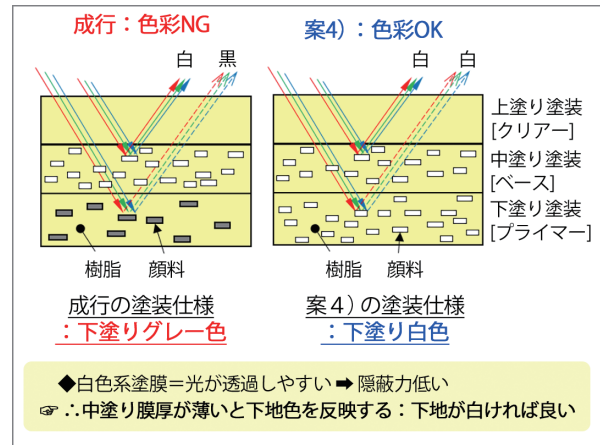 成行：色彩NG
案4）：色彩OK
白 黒
白 白
上塗り塗装
[クリアー]
中塗り塗装
[ベース]
下塗り塗装
[プライマー]
樹脂 顔料
樹脂 顔料
成行の塗装仕様
：下塗りグレー色
案４）の塗装仕様
：下塗り白色
◆白色系塗膜＝光が透過しやすい ➡ 隠蔽力低い
☞ ∴中塗り膜厚が薄いと下地色を反映する：下地が白ければ良い